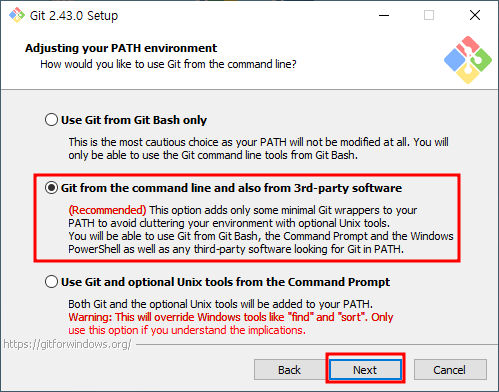 Git 2.43.0 Setup
Adjusting your PATH environment
How would you like to use Git from the command line?
Use Git from Git Bash only
This is the most cautious choice as your PATH will not be modified at all. You will
only be able to use the Git command line tools from Git Bash.
Git from the command line and also from 3rd-party software
(Recommended) This option adds only some minimal Git wrappers to your
PATH to avoid cluttering your environment with optional Unix tools.
You will be able to use Git from Git Bash, the Command Prompt and the Windows
PowerShell as well as any third-party software looking for Git in PATH.
Use Git and optional Unix tools from the Command Prompt
Both Git and the optional Unix tools will be added to your PATH.
Warning: This will override Windows tools like "find" and "sort". Only
use this option if you understand the implications.
https://gitforwindows.org/
Back
Next
Cancel